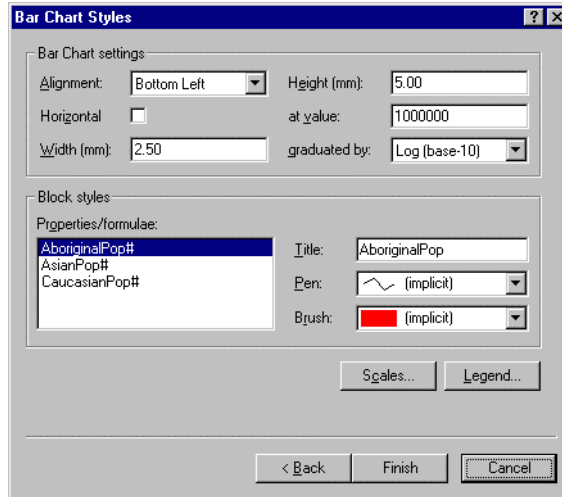 Bar Chart Styles
Bar Chart settings
Alignment: Bottom Left Height (mm): 5.00
Horizontal at value: 1000000
Width (mm): 2.50 graduated by: Log (base-10)
Block styles
Properties/formulae:
AboriginalPop# Title: AboriginalPop
AsianPop#
CaucasianPop# Pen: (implicit)
Brush: (implicit)
Scales... Legend...
< Back Finish Cancel